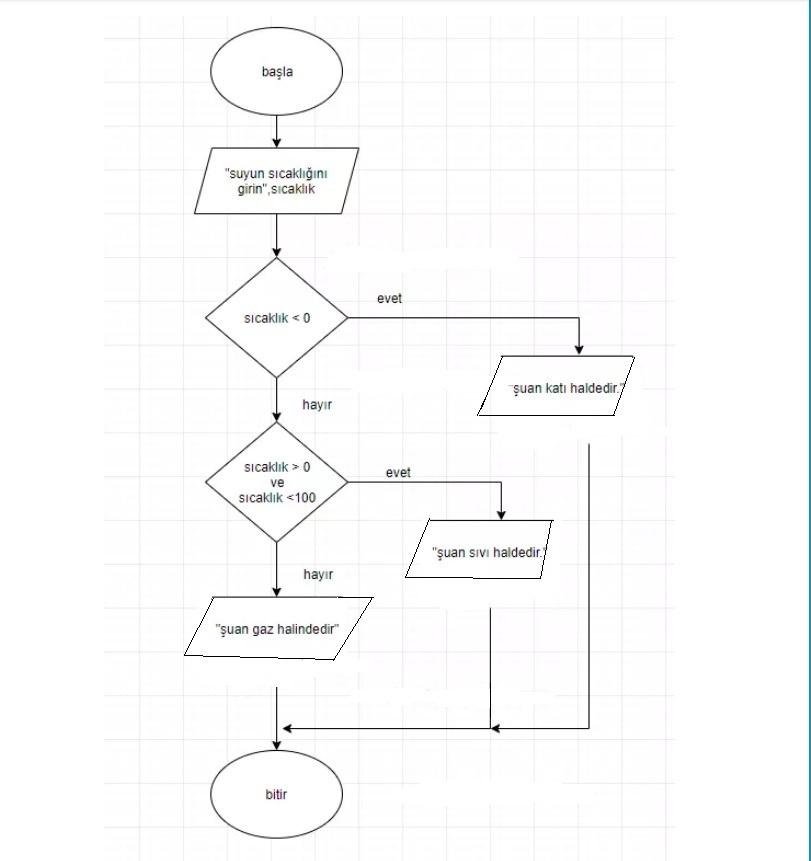 başla
"suyun sıcaklığını
girin",sıcaklık
sıcaklık < 0
evet
"şuan katı haldedir."
hayır
sıcaklık > 0
ve
sıcaklık <100
evet
"şuan sıvı haldedir."
hayır
"şuan gaz halindedir"
bitir